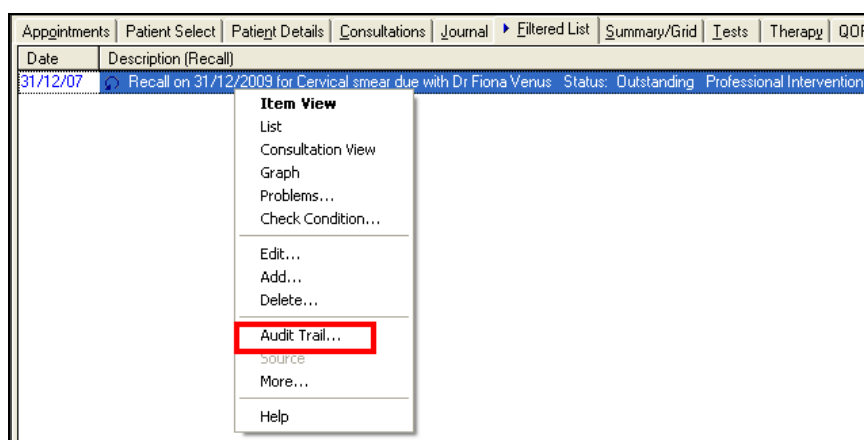 Appointments Patient Select Patient Details Consultations Journal Filtered List Summary/Grid Tests Therapy QOF
Date Description (Recall)
31/12/07 Recall on 31/12/2009 for Cervical smear due with Dr Fiona Venus Status: Outstanding Professional Intervention
Item View
List
Consultation View
Graph
Problems...
Check Condition...
Edit...
Add...
Delete...
Audit Trail...
Source
More...
Help